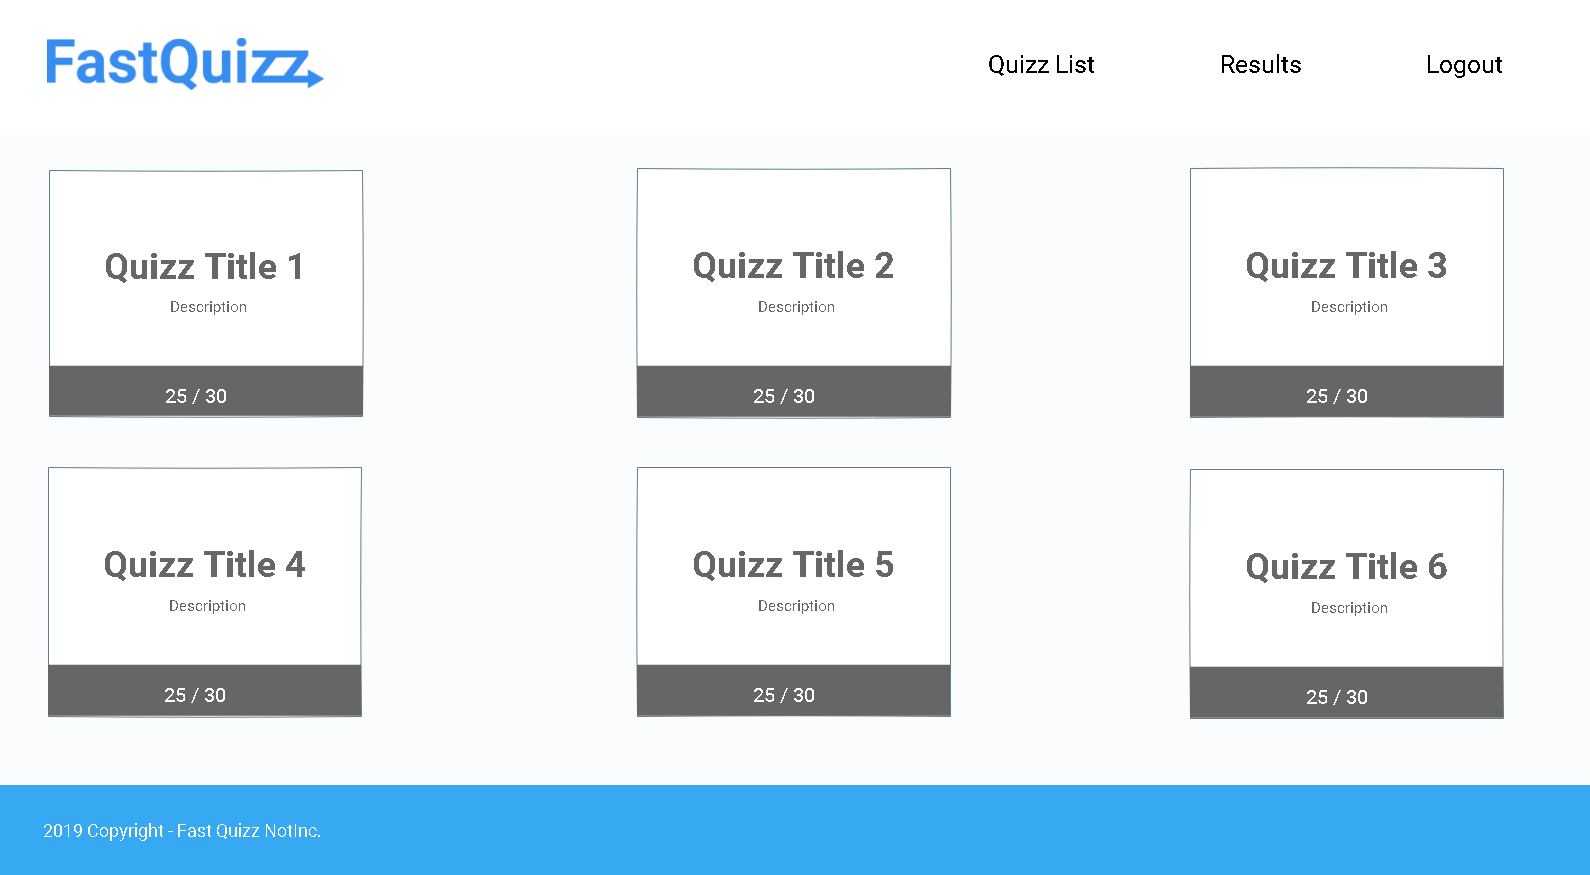 FastQuizz
Quizz List
Results
Logout
Quizz Title 1
Description
25 / 30
Quizz Title 2
Description
25 / 30
Quizz Title 3
Description
25 / 30
Quizz Title 4
Description
25 / 30
Quizz Title 5
Description
25 / 30
Quizz Title 6
Description
25 / 30
2019 Copyright - Fast Quizz NotInc.